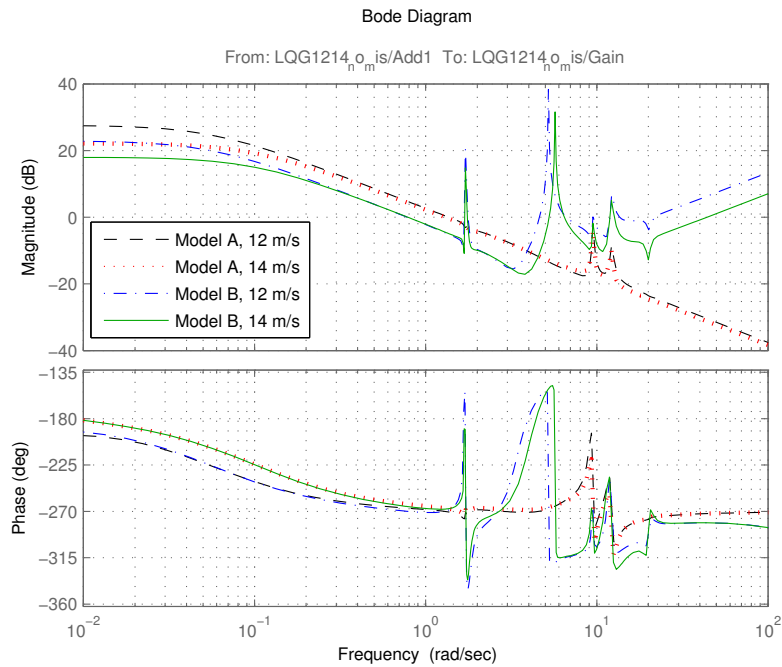 Bode Diagram
From: LQG1214_no_mis/Add1 To: LQG1214_no_mis/Gain
Magnitude (dB)
40
20
0
−20
−40
Model A, 12 m/s
Model A, 14 m/s
Model B, 12 m/s
Model B, 14 m/s
Phase (deg)
−135
−180
−225
−270
−315
−360
10^−2
10^−1
10^0
10^1
10^2
Frequency (rad/sec)